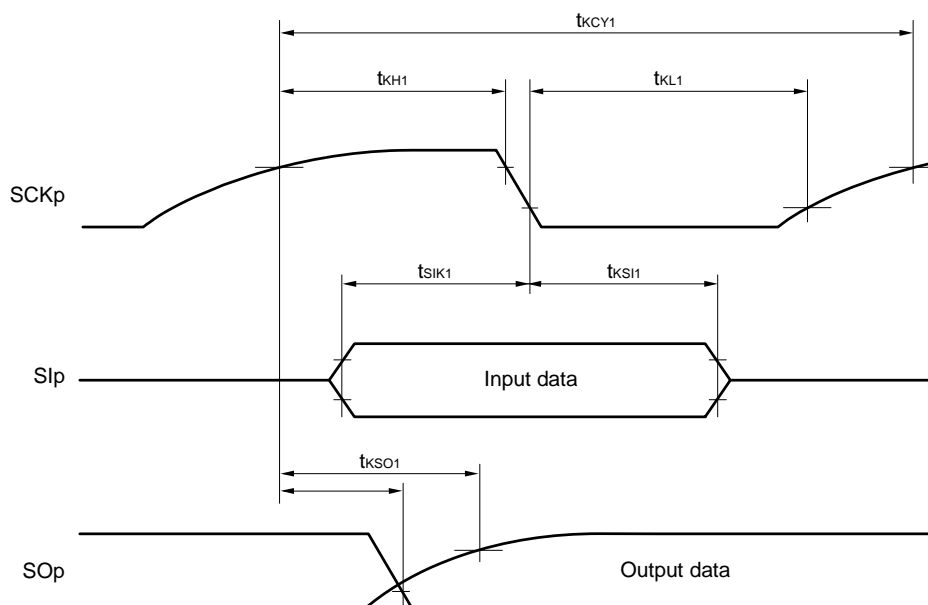 tKCY1
tKH1
tKL1
SCKp
tSIK1
tKSI1
SIp
Input data
tKSO1
SOp
Output data